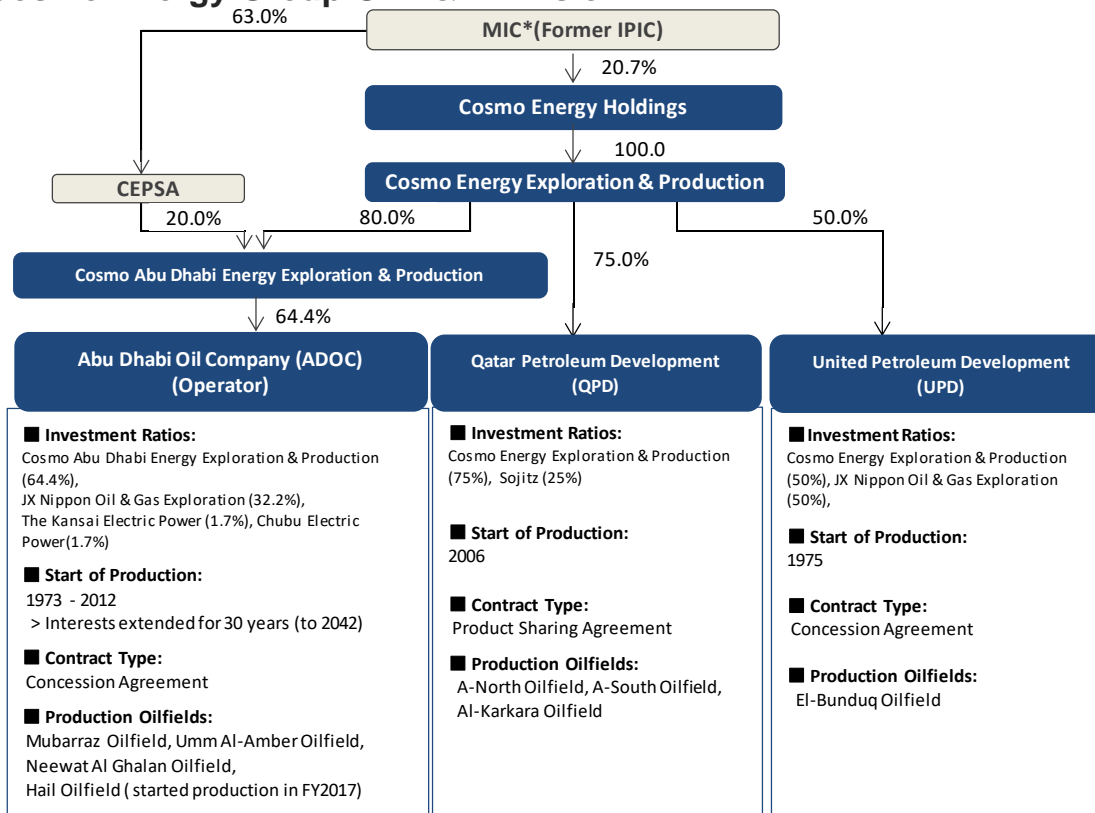 63.0%
MIC*(Former IPIC)
20.7%
Cosmo Energy Holdings
100.0
Cosmo Energy Exploration & Production
CEPSA
20.0%
80.0%
50.0%
75.0%
Cosmo Abu Dhabi Energy Exploration & Production
64.4%
Abu Dhabi Oil Company (ADOC)
(Operator)
■ Investment Ratios:
Cosmo Abu Dhabi Energy Exploration & Production
(64.4%),
JX Nippon Oil & Gas Exploration (32.2%),
The Kansai Electric Power (1.7%), Chubu Electric
Power(1.7%)
■ Start of Production:
1973 - 2012
> Interests extended for 30 years (to 2042)
■ Contract Type:
Concession Agreement
■ Production Oilfields:
Mubarraz Oilfield, Umm Al-Amber Oilfield,
Neewat Al Ghalan Oilfield,
Hail Oilfield ( started production in FY2017)
Qatar Petroleum Development
(QPD)
■ Investment Ratios:
Cosmo Energy Exploration & Production
(75%), Sojitz (25%)
■ Start of Production:
2006
■ Contract Type:
Product Sharing Agreement
■ Production Oilfields:
A-North Oilfield, A-South Oilfield,
Al-Karkara Oilfield
United Petroleum Development
(UPD)
■ Investment Ratios:
Cosmo Energy Exploration & Production
(50%), JX Nippon Oil & Gas Exploration
(50%),
■ Start of Production:
1975
■ Contract Type:
Concession Agreement
■ Production Oilfields:
El-Bunduq Oilfield